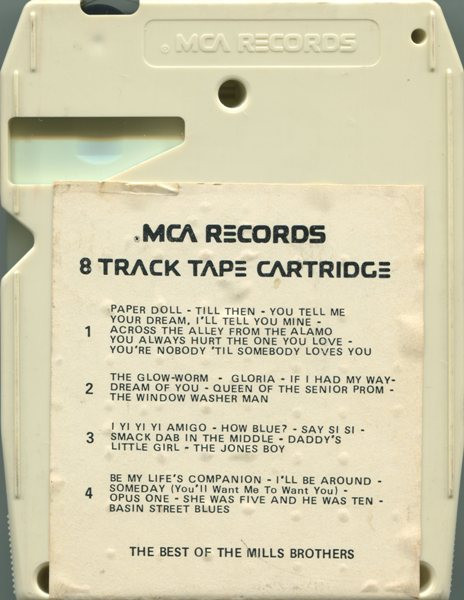 MCA RECORDS
.MCA RECORDS
8 TRACK TAPE CARTRIDGE
1 PAPER DOLL - TILL THEN - YOU TELL ME
YOUR DREAM, I'LL TELL YOU MINE -
ACROSS THE ALLEY FROM THE ALAMO
YOU ALWAYS HURT THE ONE YOU LOVE -
YOU'RE NOBODY 'TIL SOMEBODY LOVES YOU
2 THE GLOW-WORM - GLORIA - IF I HAD MY WAY-
DREAM OF YOU - QUEEN OF THE SENIOR PROM -
THE WINDOW WASHER MAN
3 I YI YI YI AMIGO - HOW BLUE? - SAY SI SI -
SMACK DAB IN THE MIDDLE - DADDY'S
LITTLE GIRL - THE JONES BOY
4 BE MY LIFE'S COMPANION - I'LL BE AROUND -
SOMEDAY (You'll Want Me To Want You) -
OPUS ONE - SHE WAS FIVE AND HE WAS TEN -
BASIN STREET BLUES
THE BEST OF THE MILLS BROTHERS